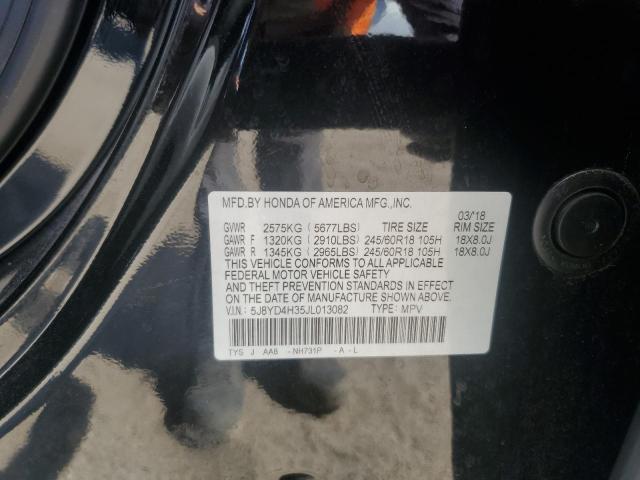 MFD.BY HONDA OF AMERICA MFG.,INC.
03/'18
GVWR 2575KG ( 5677LBS) TIRE SIZE RIM SIZE
GAWR F 1320KG ( 2910LBS) 245/60R18 105H 18X8.0J
GAWR R 1345KG ( 2965LBS) 245/60R18 105H 18X8.0J
THIS VEHICLE CONFORMS TO ALL APPLICABLE
FEDERAL MOTOR VEHICLE SAFETY
AND THEFT PREVENTION STANDARDS IN EFFECT
ON THE DATE OF MANUFACTURE SHOWN ABOVE.
V.I.N: 5J8YD4H35JL013082 TYPE: MPV
TYS J AA8 -NH731P -A-L